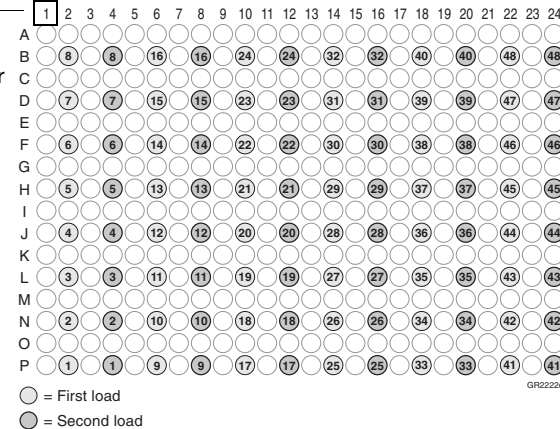 1 2 3 4 5 6 7 8 9 10 11 12 13 14 15 16 17 18 19 20 21 22 23 24
A
B 8 8 16 16 24 24 32 32 40 40 48 48
r
C
D 7 7 15 15 23 23 31 31 39 39 47 47
E
F 6 6 14 14 22 22 30 30 38 38 46 46
G
H 5 5 13 13 21 21 29 29 37 37 45 45
I
J 4 4 12 12 20 20 28 28 36 36 44 44
K
L 3 3 11 11 19 19 27 27 35 35 43 43
M
N 2 2 10 10 18 18 26 26 34 34 42 42
O
P 1 1 9 9 17 17 25 25 33 33 41 41
= First load
= Second load